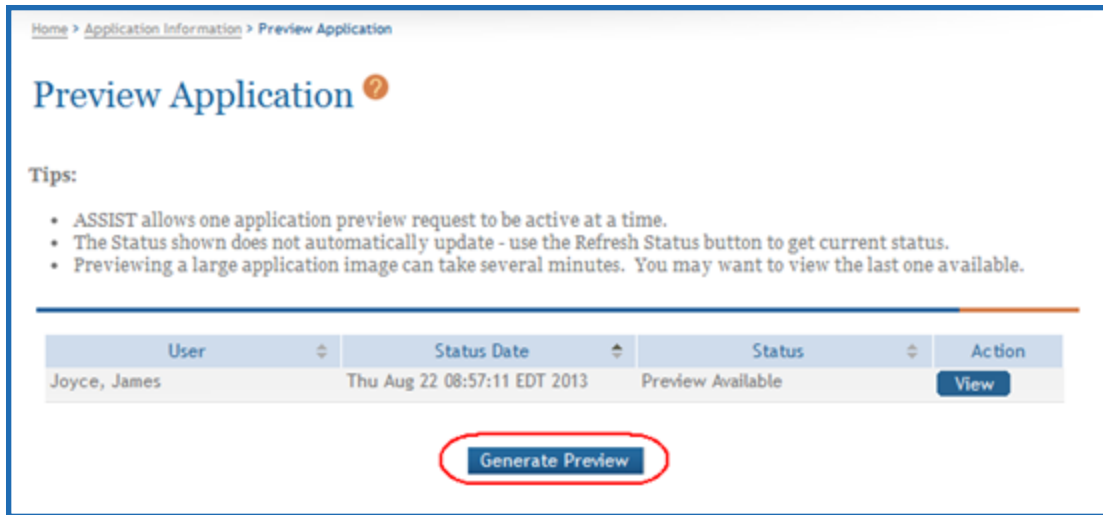 Home > Application Information > Preview Application
Preview Application ?
Tips:
• ASSIST allows one application preview request to be active at a time.
• The Status shown does not automatically update - use the Refresh Status button to get current status.
• Previewing a large application image can take several minutes. You may want to view the last one available.
User Status Date Status Action
Joyce, James Thu Aug 22 08:57:11 EDT 2013 Preview Available View
Generate Preview